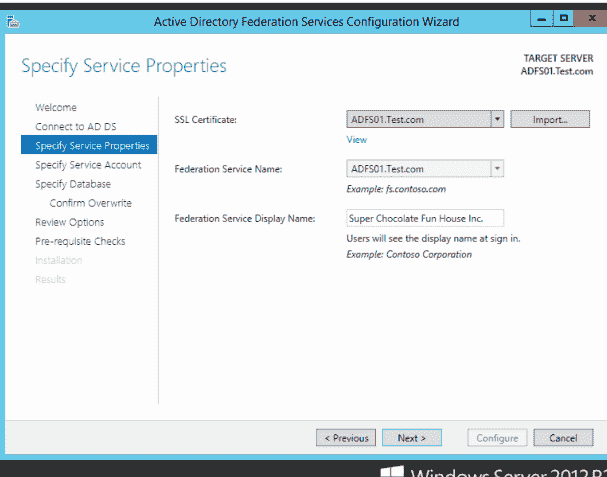 Active Directory Federation Services Configuration Wizard
Specify Service Properties
TARGET SERVER
ADFS01.Test.com
Welcome
Connect to AD DS
Specify Service Properties
Specify Service Account
Specify Database
Confirm Overwrite
Review Options
Pre-requisite Checks
Installation
Results
SSL Certificate:
ADFS01.Test.com
Import...
View
Federation Service Name:
ADFS01.Test.com
Example: fs.contoso.com
Federation Service Display Name:
Super Chocolate Fun House Inc.
Users will see the display name at sign in.
Example: Contoso Corporation
< Previous
Next >
Configure
Cancel
Windows Server 2012 R2